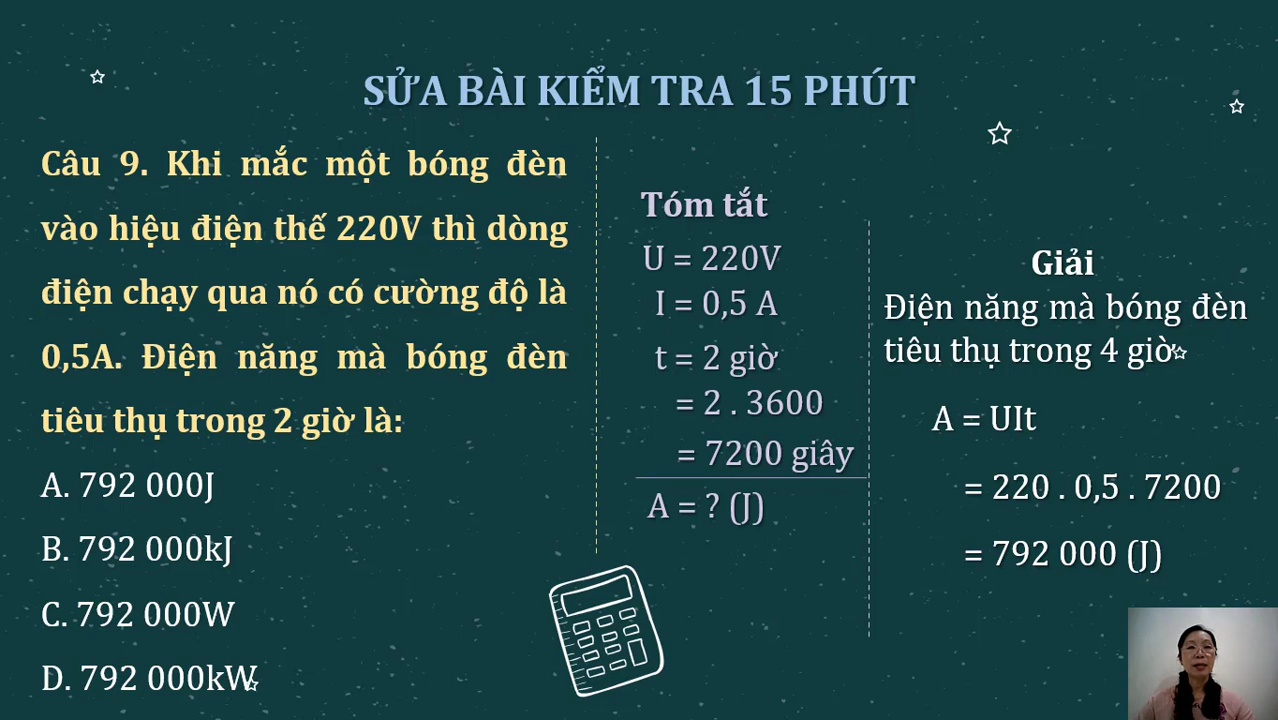 SỬA BÀI KIỂM TRA 15 PHÚT
Câu 9. Khi mắc một bóng đèn
vào hiệu điện thế 220V thì dòng
điện chạy qua nó có cường độ là
0,5A. Điện năng mà bóng đèn
tiêu thụ trong 2 giờ là:
A. 792 000J
B. 792 000kJ
C. 792 000W
D. 792 000kW
Tóm tắt
U = 220V
I = 0,5 A
t = 2 giờ
= 2 . 3600
= 7200 giây
A = ? (J)
Giải
Điện năng mà bóng đèn
tiêu thụ trong 4 giờ
A = UIt
= 220 . 0,5 . 7200
= 792 000 (J)